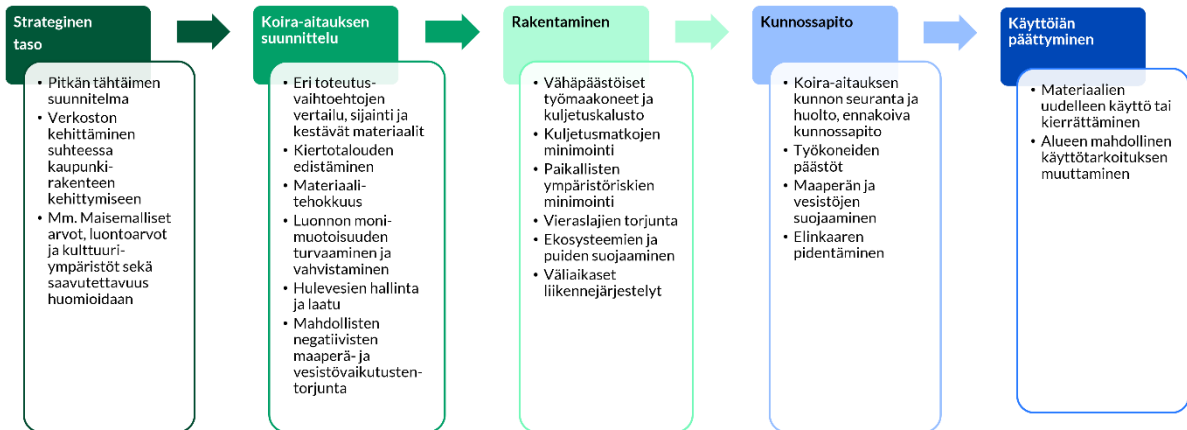 Strateginen
taso
• Pitkän tähtäimen
suunnitelma
• Verkoston
kehittäminen
suhteessa
kaupunki-
rakenteen
kehittymiseen
• Mm. Maisemalliset
arvot, luontoarvot
ja kulttuuri-
ympäristöt sekä
saavutettavuus
huomioidaan
Koira-aitauksen
suunnittelu
• Eri toteutus-
vaihtoehtojen
vertailu, sijainti ja
kestävät materiaalit
• Kiertotalouden
edistäminen
• Materiaali-
tehokkuus
• Luonnon moni-
muotoisuuden
turvaaminen ja
vahvistaminen
• Hulevesien hallinta
ja laatu
• Mahdollisten
negatiivisten
maaperä- ja
vesistövaikutusten-
torjunta
Rakentaminen
• Vähäpäästöiset
työmaakoneet ja
kuljetuskalusto
• Kuljetusmatkojen
minimointi
• Paikallisten
ympäristöriskien
minimointi
• Vieraslajien torjunta
• Ekosysteemien ja
puiden suojaaminen
• Väliaikaset
liikennejärjestelyt
Kunnossapito
• Koira-aitauksen
kunnon seuranta ja
huolto, ennakoiva
kunnossapito
• Työkoneiden
päästöt
• Maaperän ja
vesistöjen
suojaaminen
• Elinkaaren
pidentäminen
Käyttöiän
päättyminen
• Materiaalien
uudelleen käyttö tai
kierrättäminen
• Alueen mahdollinen
käyttötarkoituksen
muuttaminen